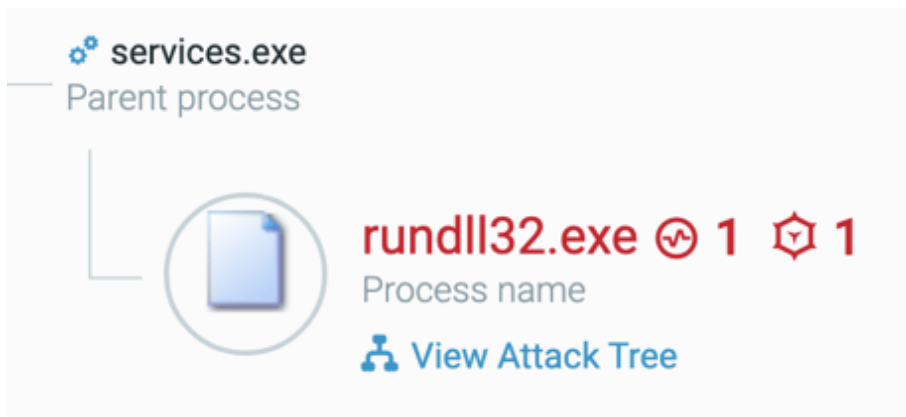 services.exe
Parent process
rundll32.exe 1 1
Process name
View Attack Tree